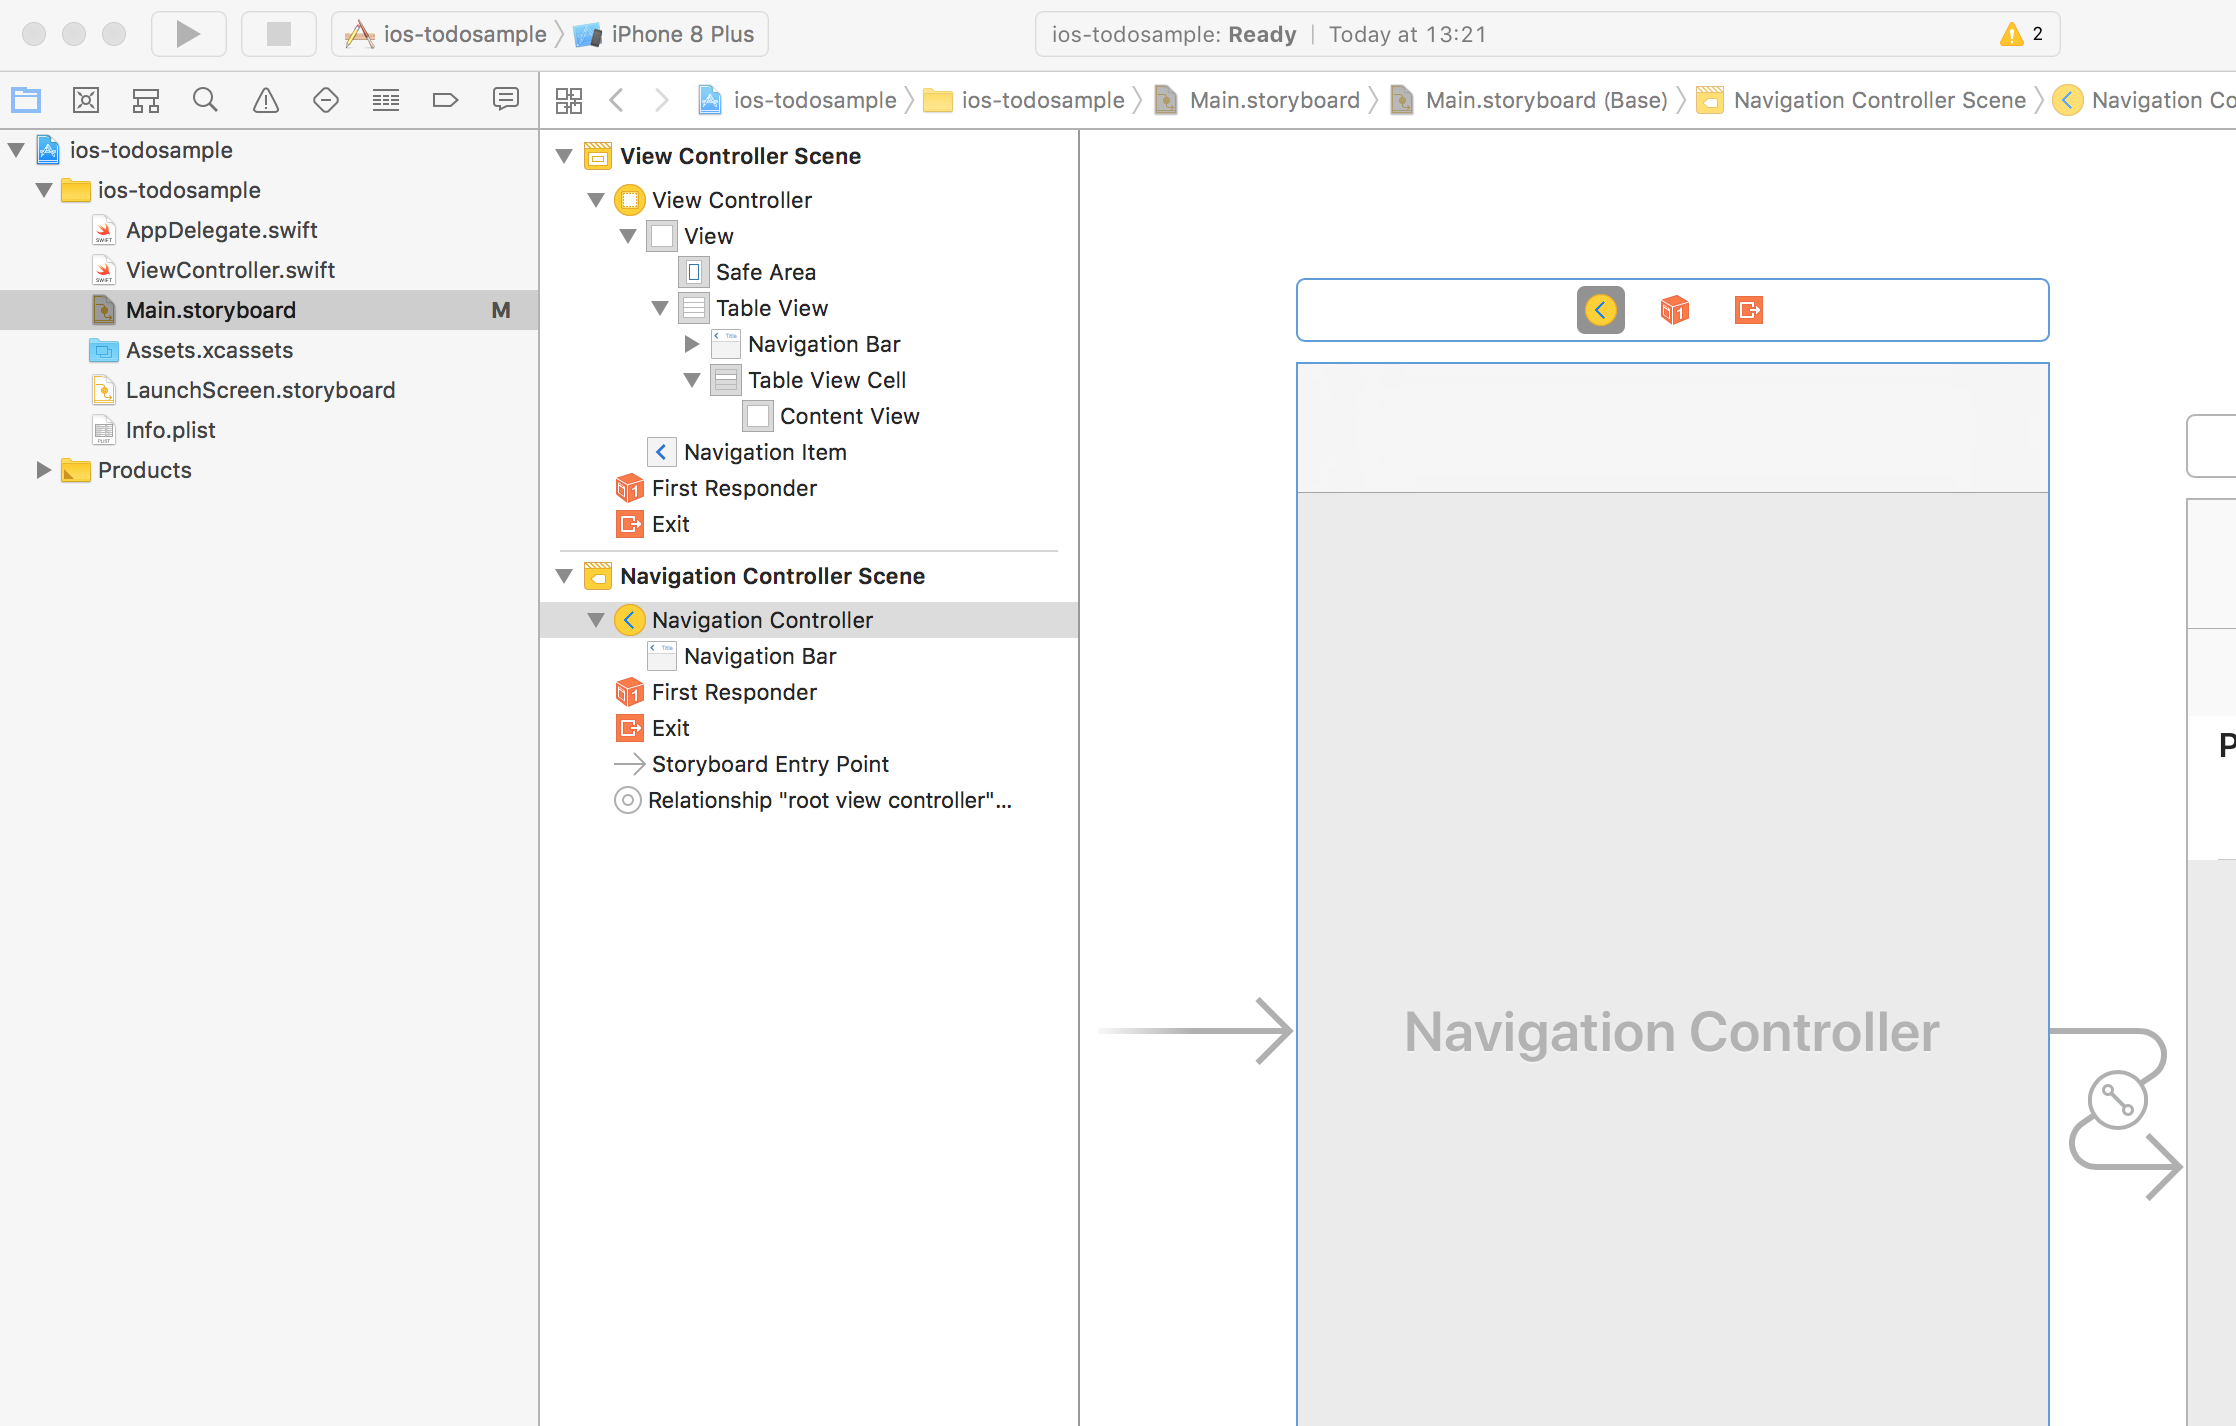 ios-todosample iPhone 8 Plus
ios-todosample: Ready | Today at 13:21
2
ios-todosample ios-todosample Main.storyboard Main.storyboard (Base) Navigation Controller Scene Navigation Co
ios-todosample
ios-todosample
AppDelegate.swift
ViewController.swift
Main.storyboard M
Assets.xcassets
LaunchScreen.storyboard
Info.plist
Products
View Controller Scene
View Controller
View
Safe Area
Table View
Navigation Bar
Table View Cell
Content View
Navigation Item
First Responder
Exit
Navigation Controller Scene
Navigation Controller
Navigation Bar
First Responder
Exit
Storyboard Entry Point
Relationship "root view controller"...
Navigation Controller
P